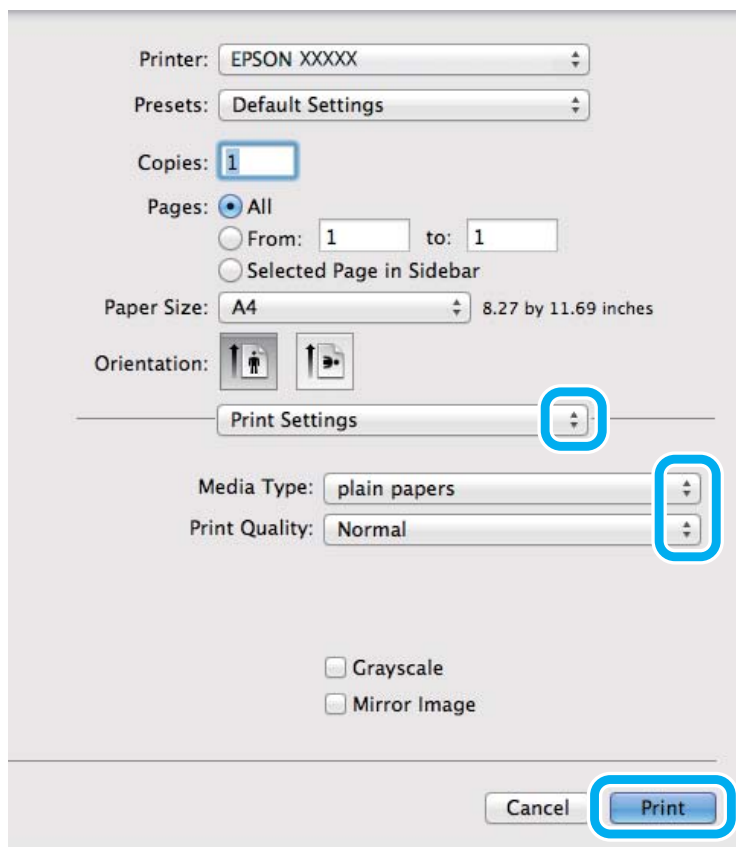 Printer: EPSON XXXXX
Presets: Default Settings
Copies: 1
Pages: All
From: 1 to: 1
Selected Page in Sidebar
Paper Size: A4 8.27 by 11.69 inches
Orientation:
Print Settings
Media Type: plain papers
Print Quality: Normal
Grayscale
Mirror Image
Cancel Print